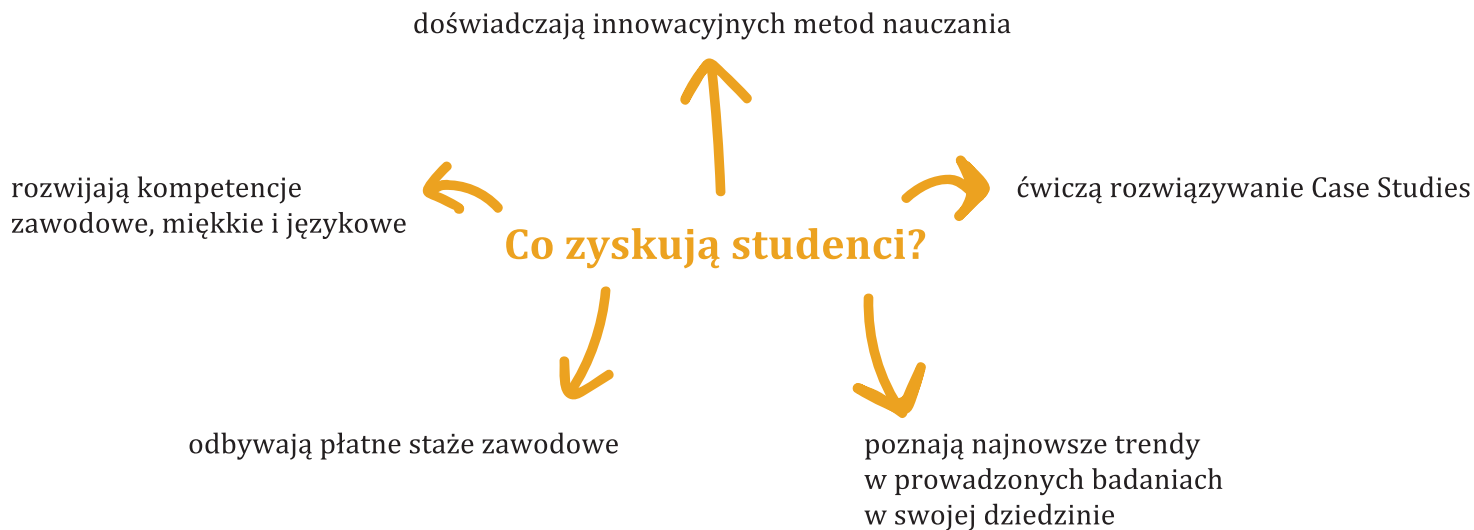 doświadczają innowacyjnych metod nauczania
rozwijają kompetencje
zawodowe, miękkie i językowe
ćwiczą rozwiązywanie Case Studies
Co zyskują studenci?
odbywają płatne staże zawodowe
poznają najnowsze trendy
w prowadzonych badaniach
w swojej dziedzinie